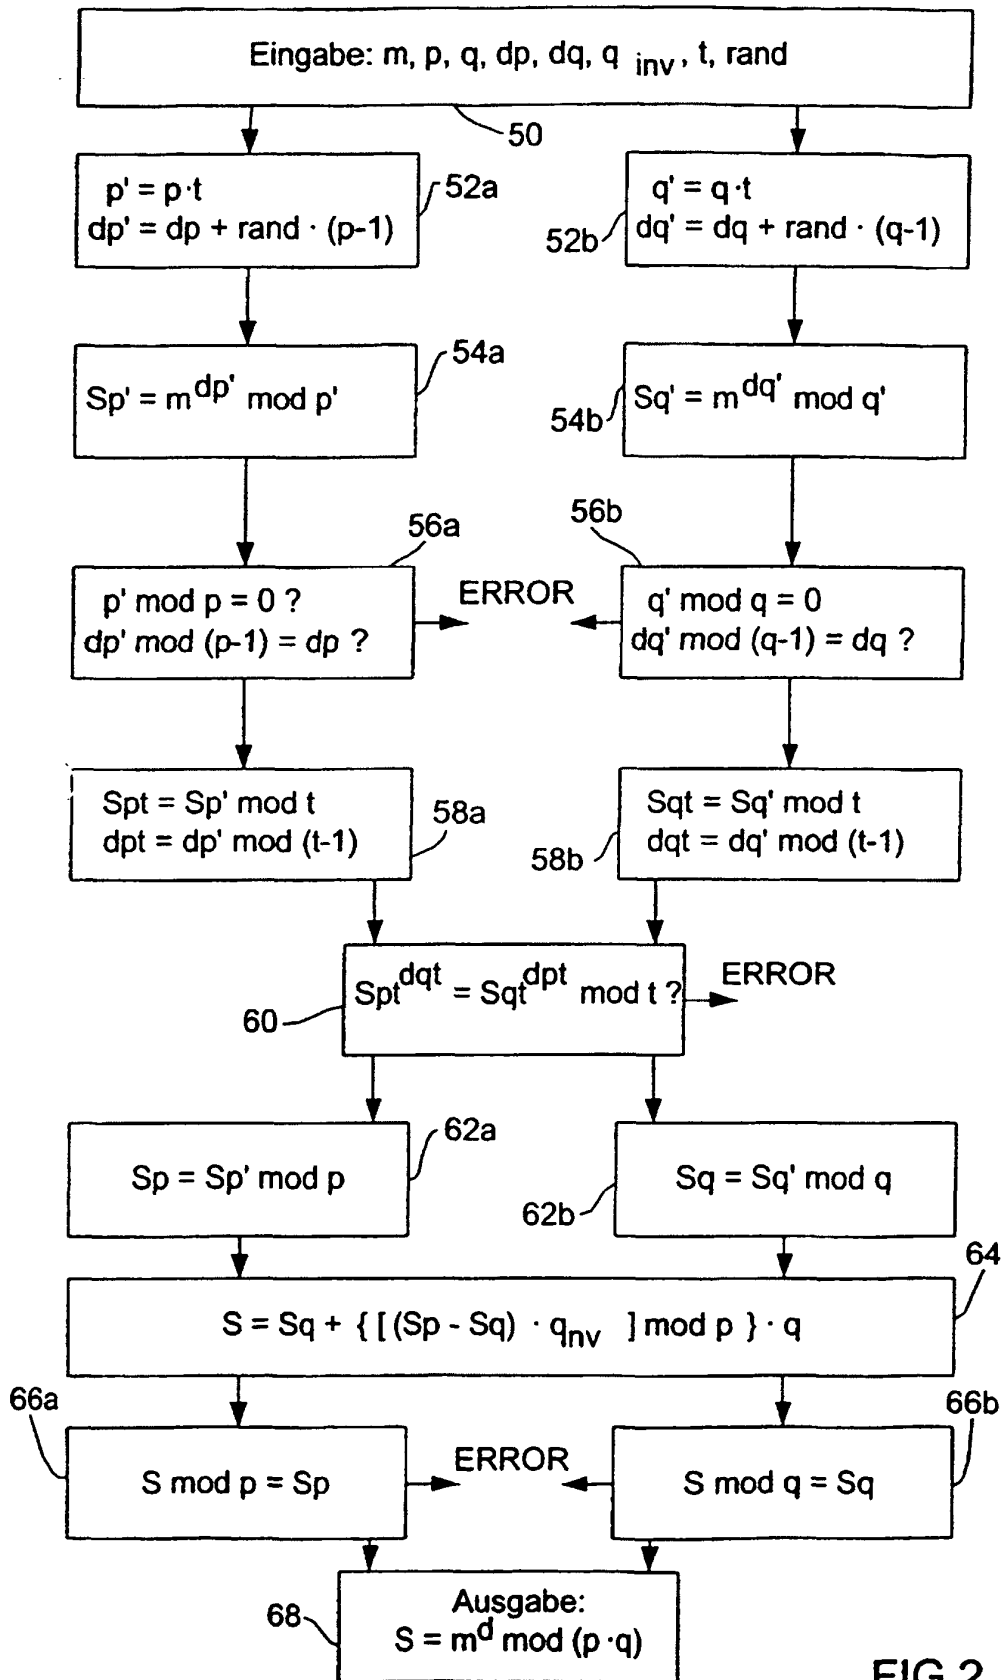 Eingabe: m, p, q, dp, dq, q inv, t, rand
50
p' = p·t
dp' = dp + rand · (p-1)
52a
q' = q·t
dq' = dq + rand · (q-1)
52b
Sp' = m^dp' mod p'
54a
Sq' = m^dq' mod q'
54b
56a
56b
p' mod p = 0 ?
dp' mod (p-1) = dp ?
ERROR
q' mod q = 0
dq' mod (q-1) = dq ?
Spt = Sp' mod t
dpt = dp' mod (t-1)
58a
Sqt = Sq' mod t
dqt = dq' mod (t-1)
58b
Spt^dqt = Sqt^dpt mod t ?
ERROR
60
Sp = Sp' mod p
62a
Sq = Sq' mod q
62b
64
S = Sq + { [ (Sp - Sq) · q nv ] mod p } · q
66a
66b
S mod p = Sp
ERROR
S mod q = Sq
Ausgabe:
S = m^d mod (p ·q)
68
FIG.2